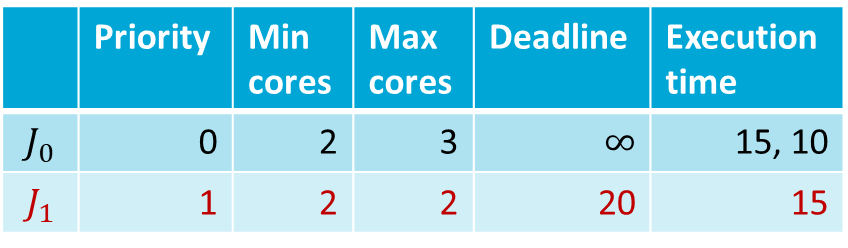 Priority Min cores Max cores Deadline Execution time
J₀ 0 2 3 ∞ 15, 10
J₁ 1 2 2 20 15